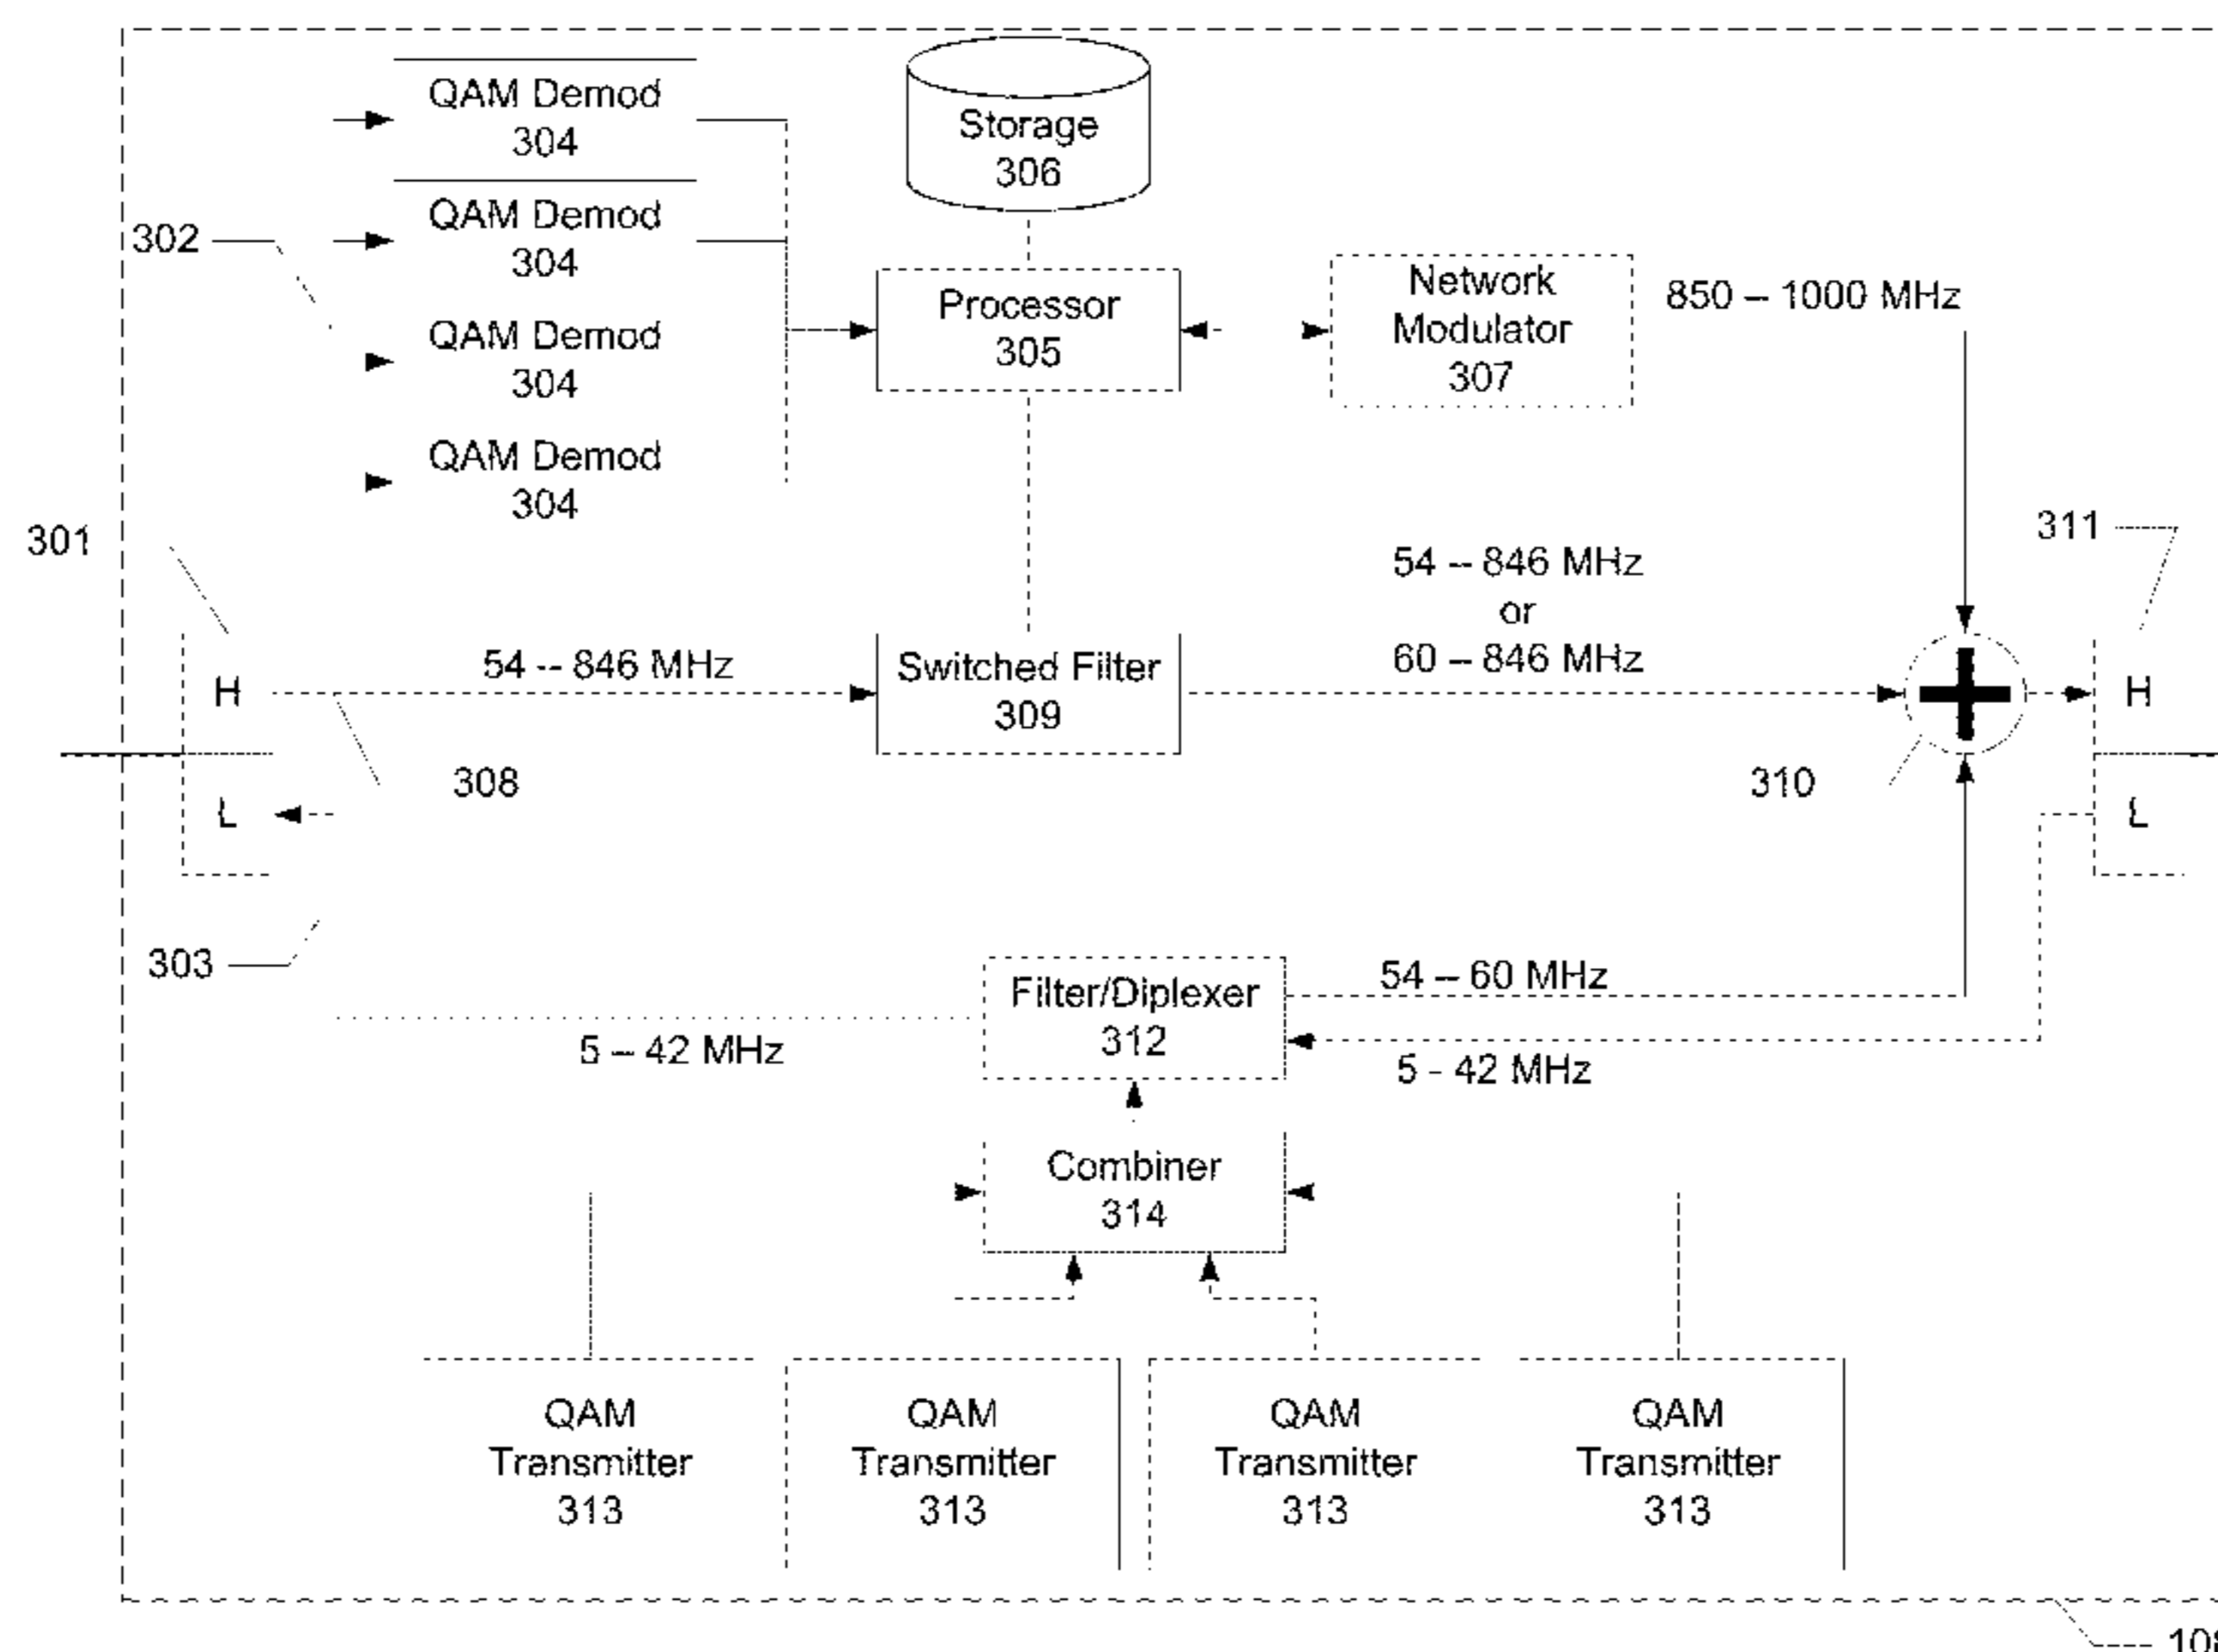 QAM Demod
304
QAM Demod
304
QAM Demod
304
QAM Demod
304
Storage
306
Processor
305
Network
Modulator
307
850 – 1000 MHz
302
301
311
54 – 846 MHz
or
60 – 846 MHz
H
54 -- 846 MHz
Switched Filter
309
H
308
310
L
L
303
Filter/Diplexer
312
54 – 60 MHz
5 – 42 MHz
5 - 42 MHz
Combiner
314
QAM
Transmitter
313
QAM
Transmitter
313
QAM
Transmitter
313
QAM
Transmitter
313